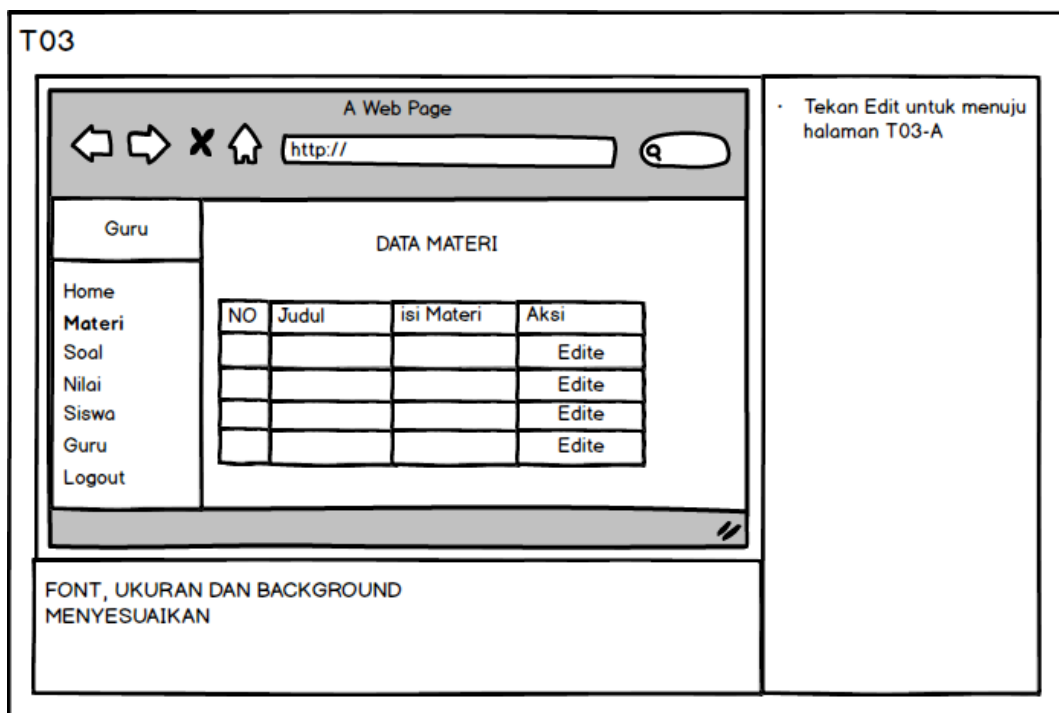 T03
A Web Page
http://
Guru
Home
Materi
Soal
Nilai
Siswa
Guru
Logout
DATA MATERI
NO Judul isi Materi Aksi
Edite
Edite
Edite
Edite
· Tekan Edit untuk menuju
halaman T03-A
FONT, UKURAN DAN BACKGROUND
MENYESUAIKAN